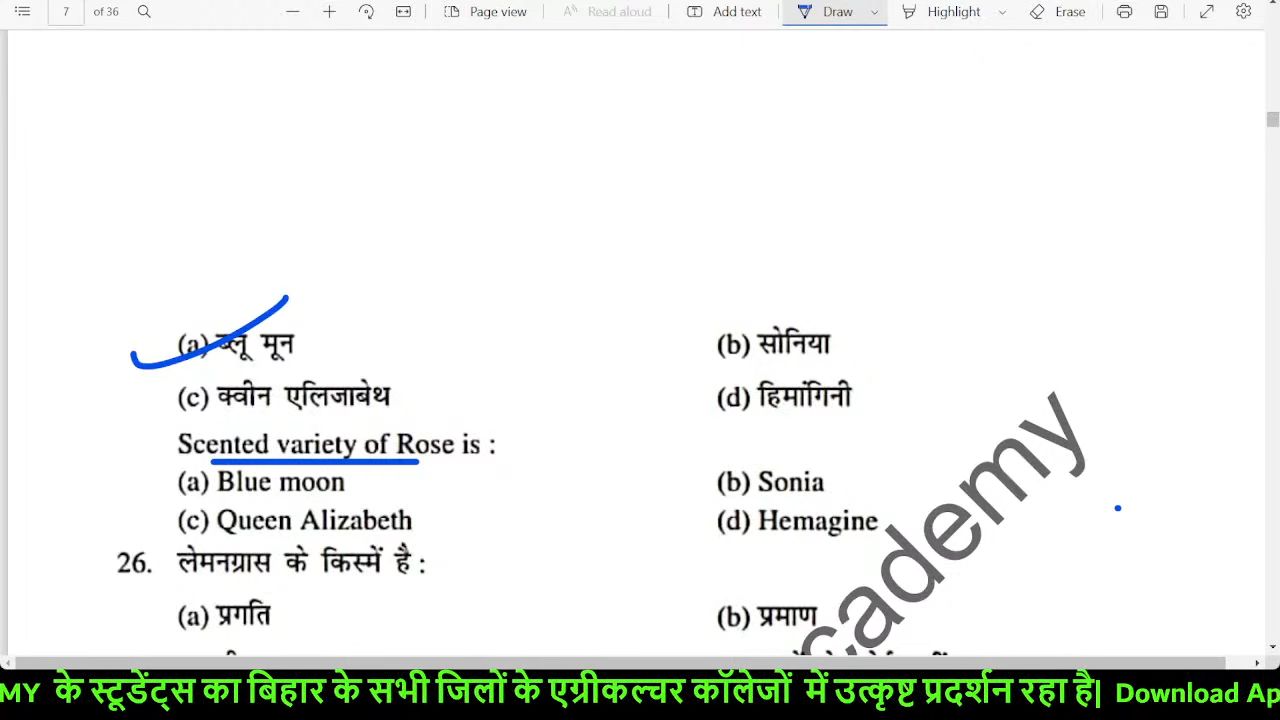 7 of 36 Page view Read aloud Add text Draw Highlight Erase
(a) ब्लू मून (b) सोनिया
(c) क्वीन एलिजाबेथ (d) हिमांगिनी
Scented variety of Rose is :
(a) Blue moon (b) Sonia
(c) Queen Alizabeth (d) Hemagine
cademy
26. लेमनग्रास के किस्में है :
(a) प्रगति (b) प्रमाण
MY के स्टूडेंट्स का बिहार के सभी जिलों के एग्रीकल्चर कॉलेजों में उत्कृष्ट प्रदर्शन रहा है| Download Ap